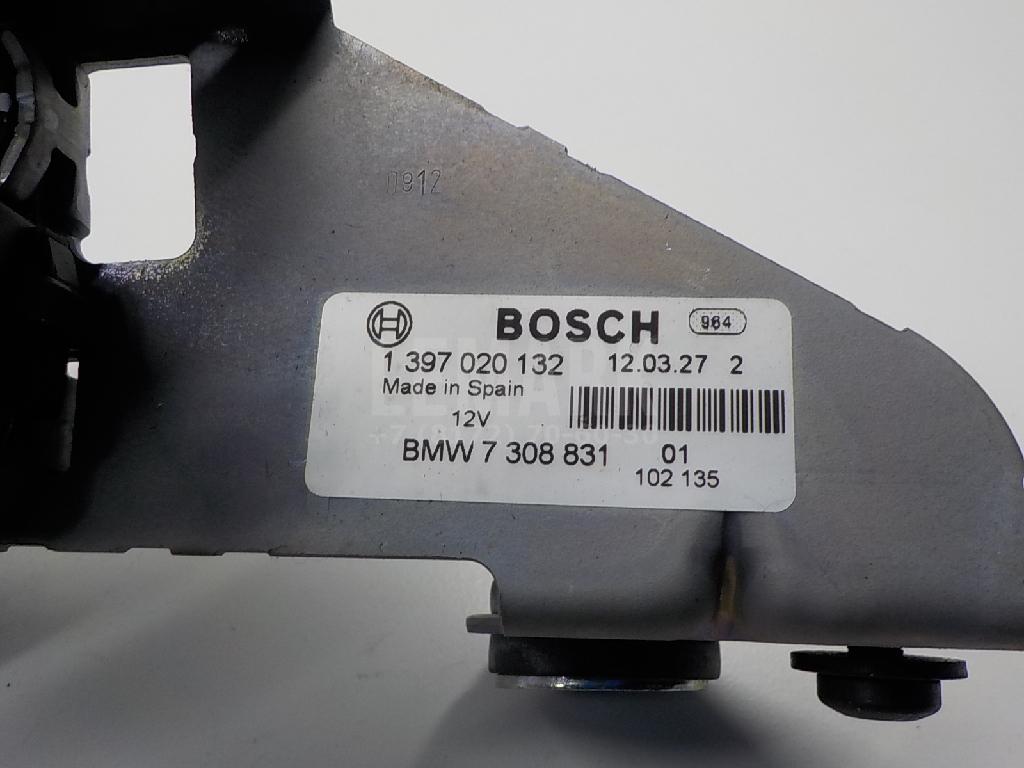 0912
BOSCH 964
1 397 020 132 12.03.27 2
Made in Spain
12V
BMW 7 308 831 01
102 135